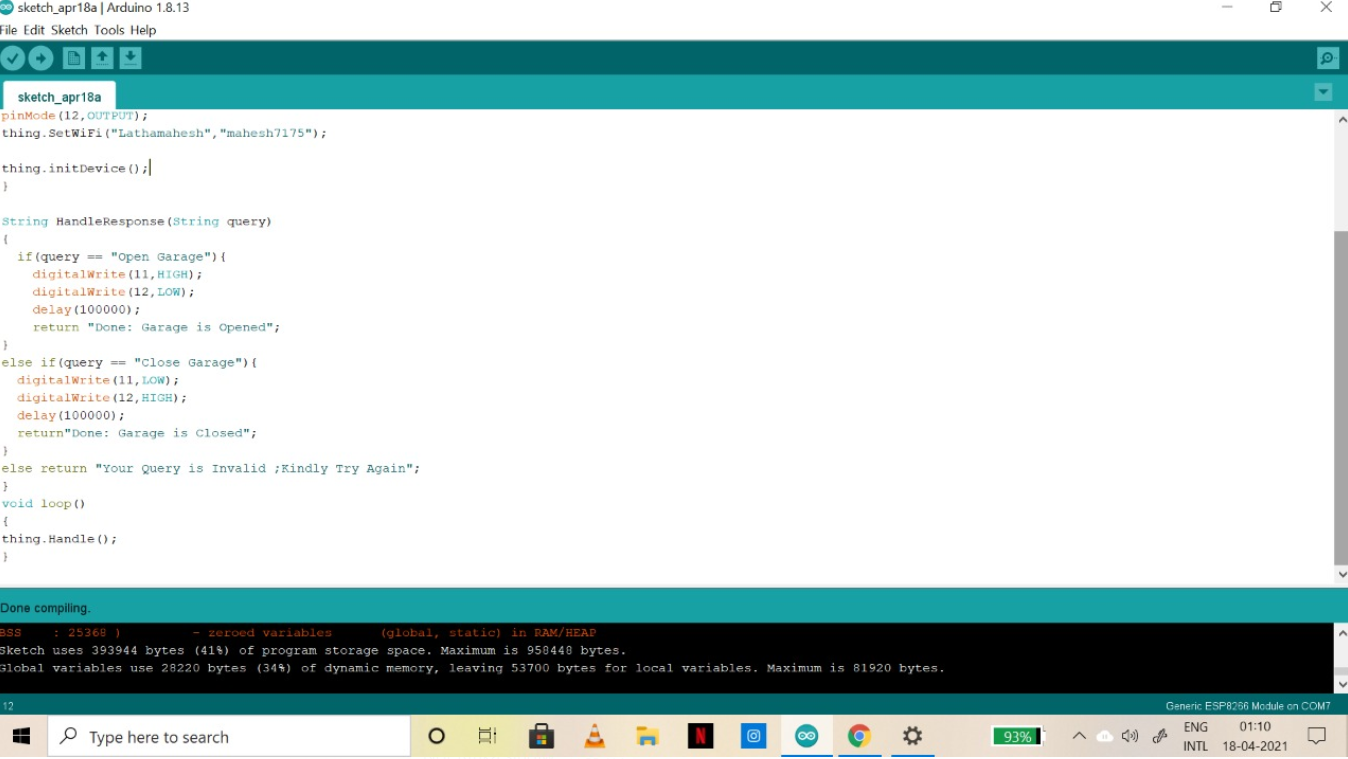 sketch_apr18a | Arduino 1.8.13
File Edit Sketch Tools Help
sketch_apr18a
pinMode(12,OUTPUT);
thing.SetWiFi("Lathamahesh","mahesh7175");
thing.initDevice();
}
String HandleResponse(String query)
{
if(query == "Open Garage"){
digitalWrite(11,HIGH);
digitalWrite(12,LOW);
delay(100000);
return "Done: Garage is Opened";
}
else if(query == "Close Garage"){
digitalWrite(11,LOW);
digitalWrite(12,HIGH);
delay(100000);
return"Done: Garage is Closed";
}
else return "Your Query is Invalid ;Kindly Try Again";
}
void loop()
{
thing.Handle();
}
Done compiling.
BSS : 25368 ) - zeroed variables (global, static) in RAM/HEAP
Sketch uses 393944 bytes (41%) of program storage space. Maximum is 958448 bytes.
Global variables use 28220 bytes (34%) of dynamic memory, leaving 53700 bytes for local variables. Maximum is 81920 bytes.
12 Generic ESP8266 Module on COM7
Type here to search
N
93%
ENG 01:10
INTL 18-04-2021